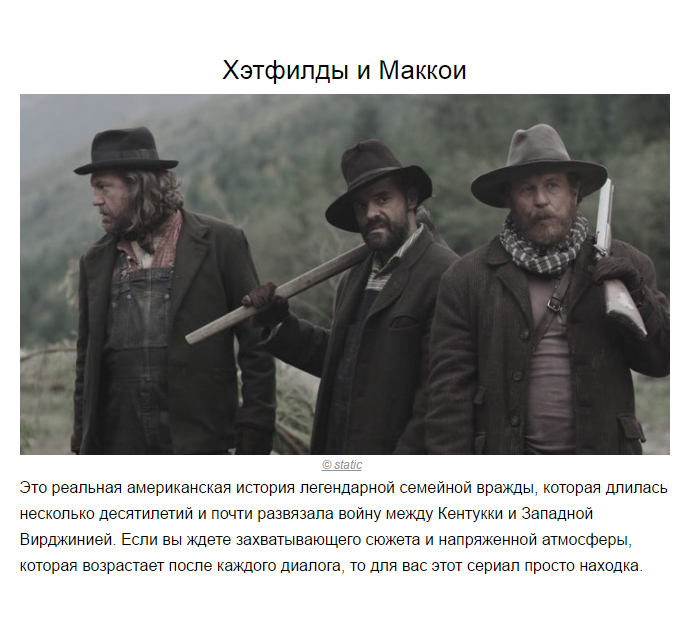 Хэтфилды и Маккои
© static
Это реальная американская история легендарной семейной вражды, которая длилась
несколько десятилетий и почти развязала войну между Кентукки и Западной
Вирджинией. Если вы ждете захватывающего сюжета и напряженной атмосферы,
которая возрастает после каждого диалога, то для вас этот сериал просто находка.